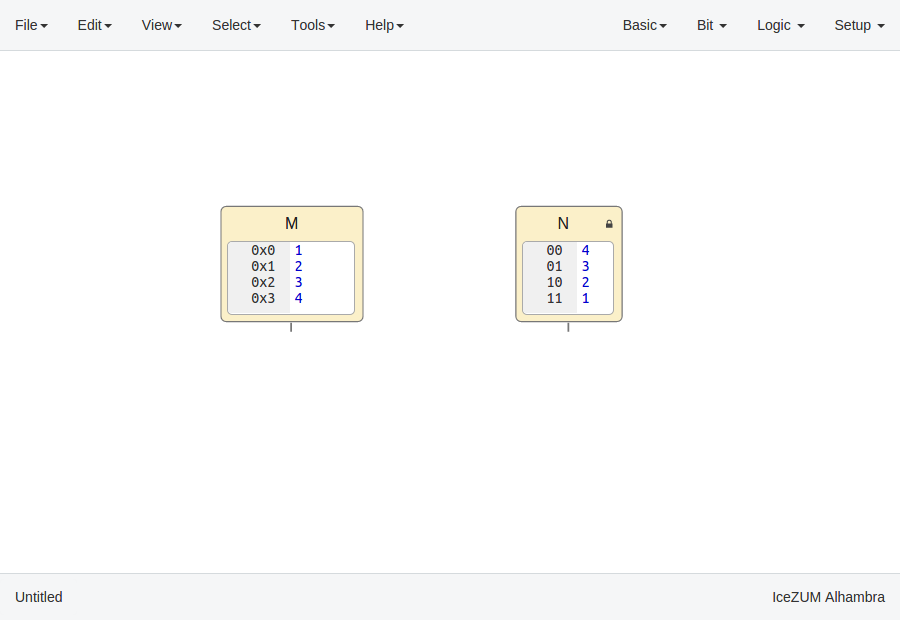 File Edit View Select Tools Help Basic Bit Logic Setup
M
0x0 1
0x1 2
0x2 3
0x3 4
N
00 4
01 3
10 2
11 1
Untitled
IceZUM Alhambra